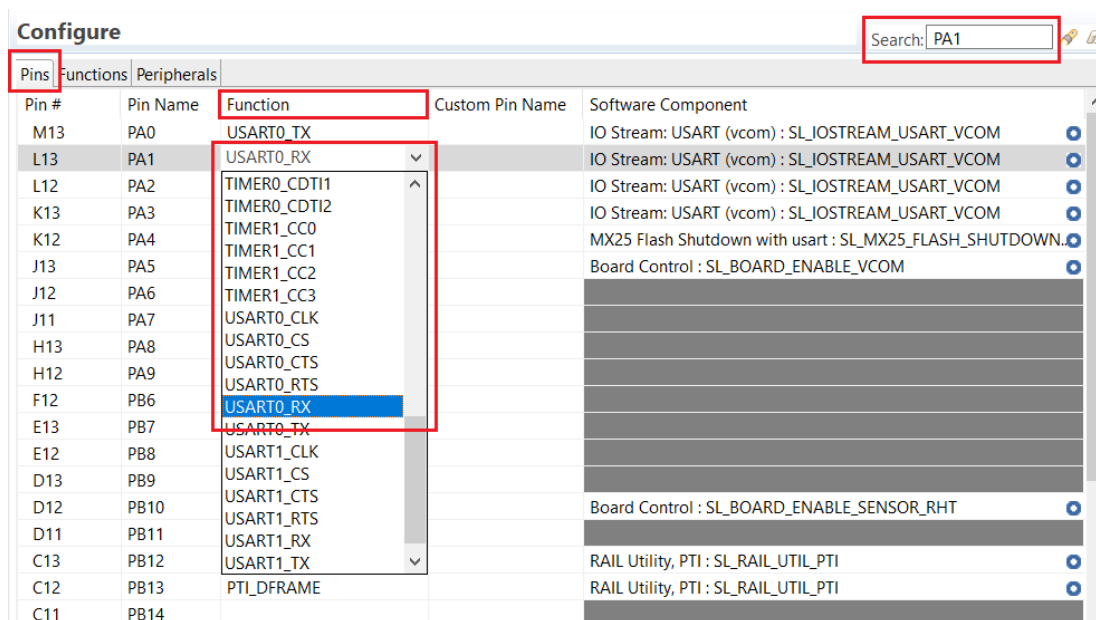 Configure
Search: PA1
Pins Functions Peripherals
Pin # Pin Name Function Custom Pin Name Software Component
M13 PA0 USART0_TX IO Stream: USART (vcom) : SL_IOSTREAM_USART_VCOM
L13 PA1 USART0_RX IO Stream: USART (vcom) : SL_IOSTREAM_USART_VCOM
L12 PA2 TIMER0_CDTI1 IO Stream: USART (vcom) : SL_IOSTREAM_USART_VCOM
TIMER0_CDTI2
K13 PA3 IO Stream: USART (vcom) : SL_IOSTREAM_USART_VCOM
TIMER1_CC0
K12 PA4 TIMER1_CC1 MX25 Flash Shutdown with usart : SL_MX25_FLASH_SHUTDOWN...
J13 PA5 TIMER1_CC2 Board Control : SL_BOARD_ENABLE_VCOM
J12 PA6 TIMER1_CC3
J11 PA7 USART0_CLK
H13 PA8 USART0_CS
USART0_CTS
H12 PA9 USART0_RTS
F12 PB6 USART0_RX
E13 PB7 USART0_TX
E12 PB8 USART1_CLK
D13 PB9 USART1_CS
USART1_CTS
D12 PB10 Board Control : SL_BOARD_ENABLE_SENSOR_RHT
USART1_RTS
D11 PB11 USART1_RX
C13 PB12 USART1_TX RAIL Utility, PTI : SL_RAIL_UTIL_PTI
C12 PB13 PTI_DFRAME RAIL Utility, PTI : SL_RAIL_UTIL_PTI
C11 PB14